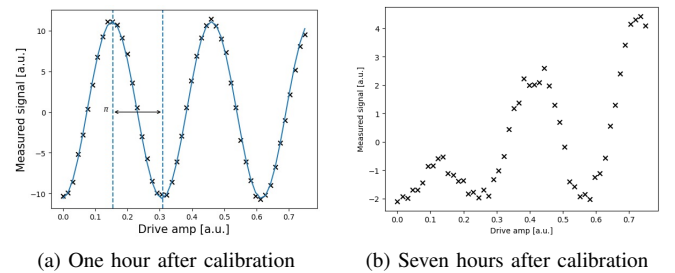 10
5
0
−5
−10
π
0.0 0.1 0.2 0.3 0.4 0.5 0.6 0.7
Drive amp [a.u.]
Measured signal [a.u.]
(a) One hour after calibration
4
3
2
1
0
−1
−2
0.0 0.1 0.2 0.3 0.4 0.5 0.6 0.7
Drive amp [a.u.]
Measured signal [a.u.]
(b) Seven hours after calibration